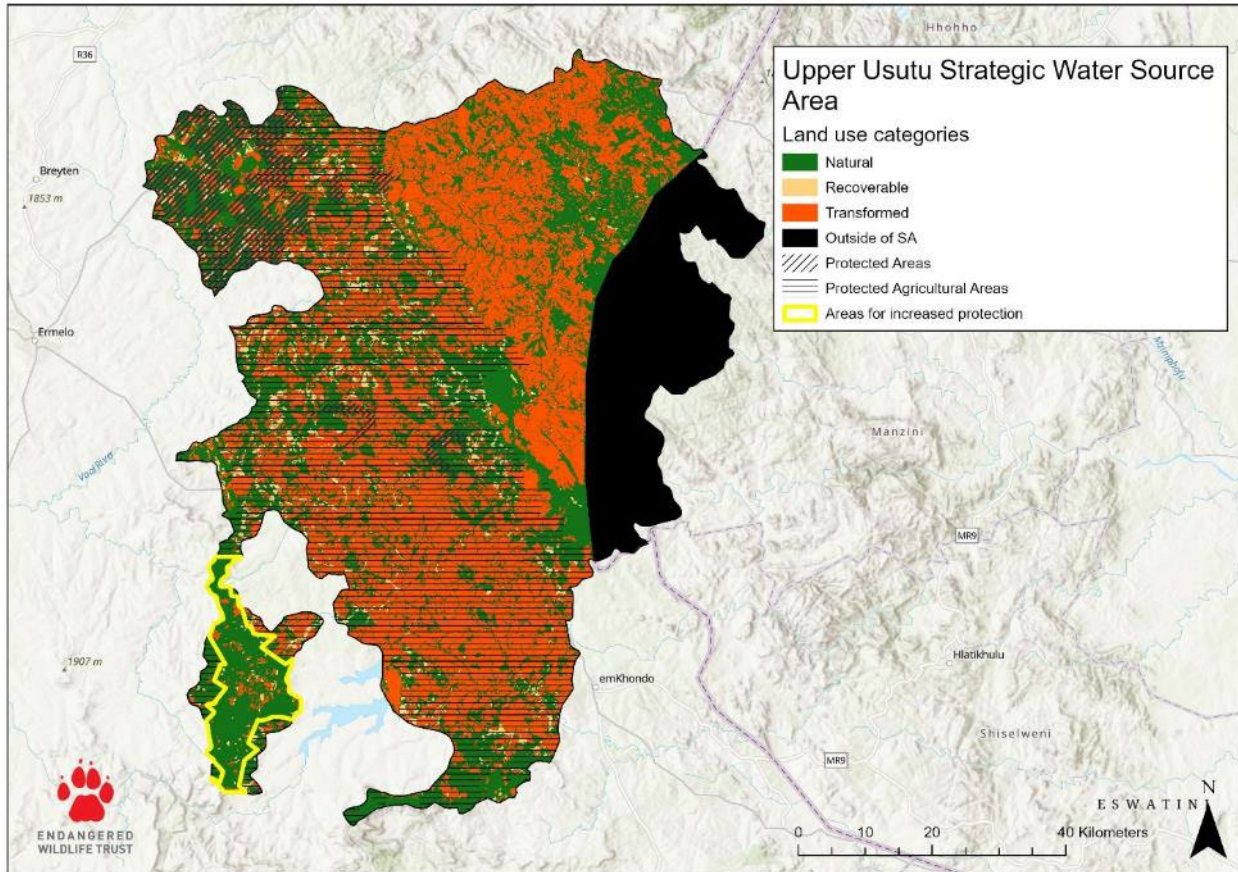 Hhohho
R36
Upper Usutu Strategic Water Source
Area
Land use categories
Natural
Recoverable
Transformed
Outside of SA
Protected Areas
Protected Agricultural Areas
Areas for increased protection
Breyten
1853 m
Ermelo
Manzini
MR9
1907 m
Hlatikhulu
emKhondo
Shiselweni
MR9
N
ESWATINI
ENDANGERED
WILDLIFE TRUST
0 10 20 40 Kilometers